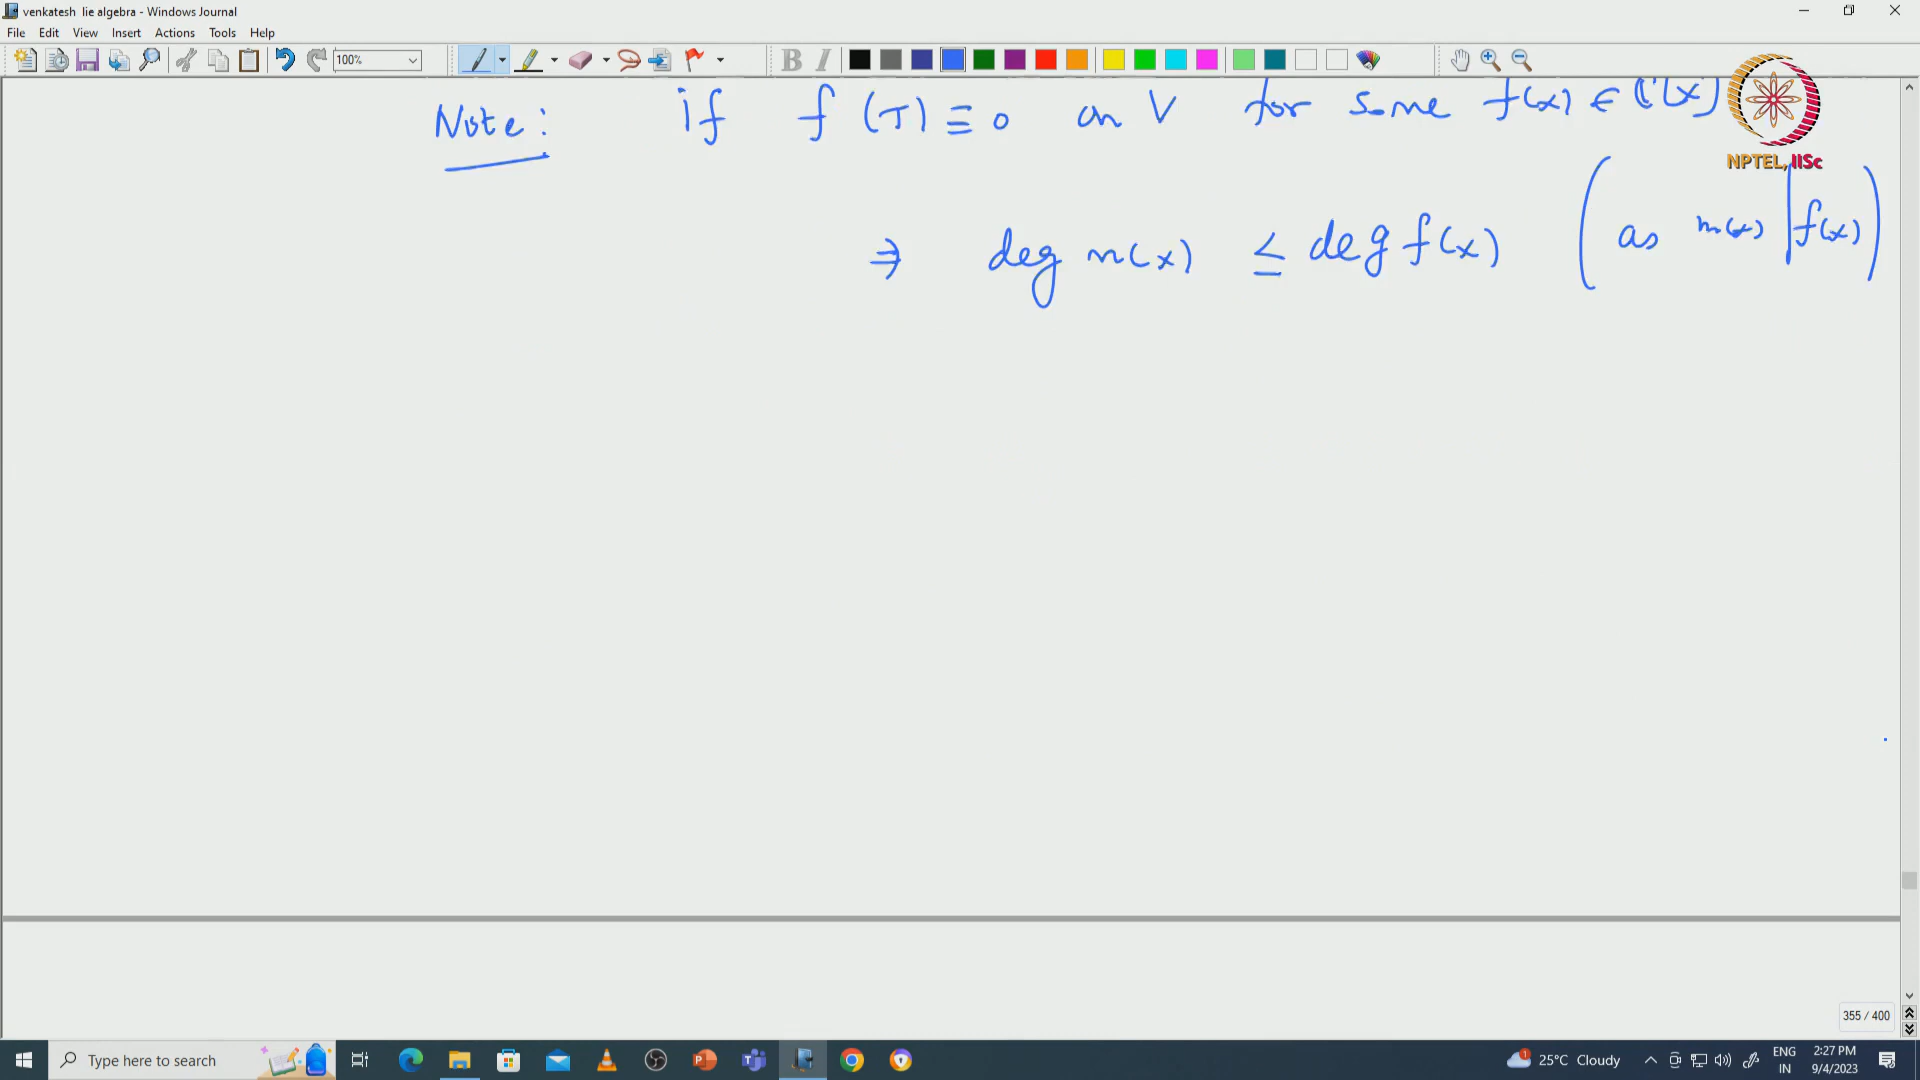 venkatesh lie algebra - Windows Journal
File Edit View Insert Actions Tools Help
100%
B I
Note: if f(T) ≡ 0 on V for some f(x) ∈ ℂ[x]
NPTEL, IISc
⇒ deg m(x) ≤ deg f(x) (as m(x) | f(x))
355 / 400
Type here to search
25°C Cloudy
ENG
IN
2:27 PM
9/4/2023
1